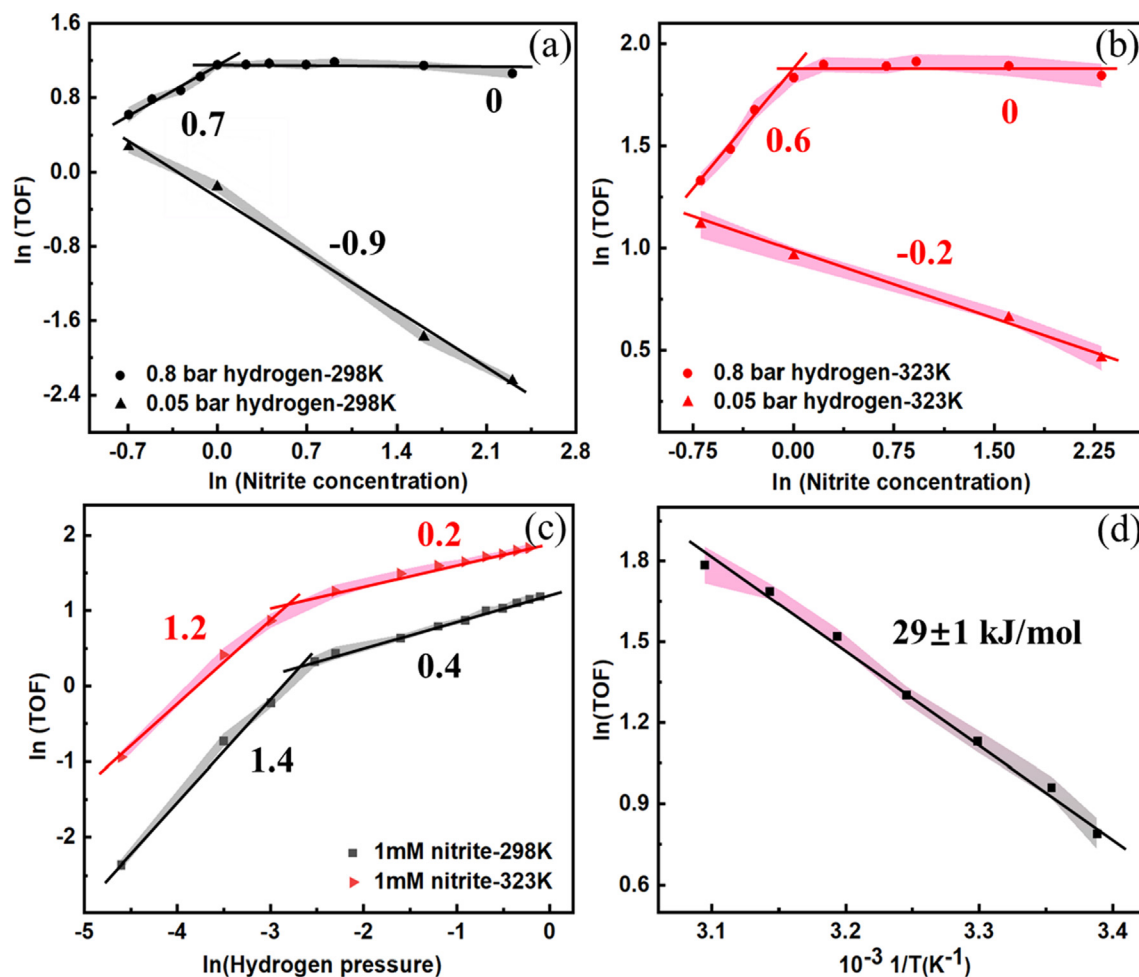 (a)
ln (TOF)
1.6
0.8
0.0
-0.8
-1.6
-2.4
0.7
0
-0.9
0.8 bar hydrogen-298K
0.05 bar hydrogen-298K
-0.7 0.0 0.7 1.4 2.1 2.8
ln (Nitrite concentration)
(b)
ln (TOF)
2.0
1.5
1.0
0.5
0.6
0
-0.2
0.8 bar hydrogen-323K
0.05 bar hydrogen-323K
-0.75 0.00 0.75 1.50 2.25
ln (Nitrite concentration)
(c)
ln (TOF)
2
1
0
-1
-2
0.2
1.2
0.4
1.4
1mM nitrite-298K
1mM nitrite-323K
-5 -4 -3 -2 -1 0
ln(Hydrogen pressure)
(d)
ln(TOF)
1.8
1.5
1.2
0.9
0.6
29±1 kJ/mol
3.1 3.2 3.3 3.4
10⁻³ 1/T(K⁻¹)